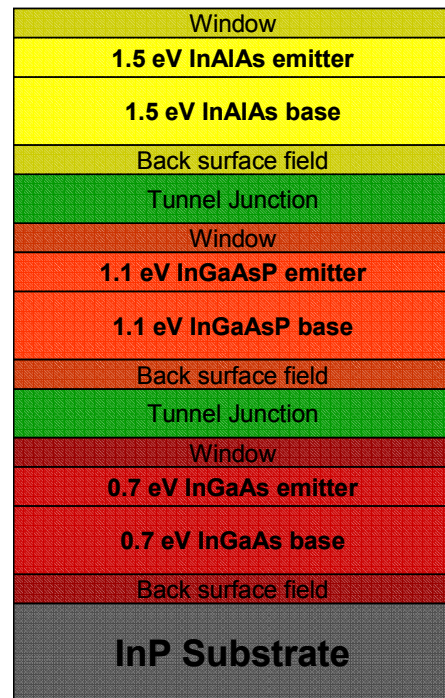 Window
1.5 eV InAlAs emitter
1.5 eV InAlAs base
Back surface field
Tunnel Junction
Window
1.1 eV InGaAsP emitter
1.1 eV InGaAsP base
Back surface field
Tunnel Junction
Window
0.7 eV InGaAs emitter
0.7 eV InGaAs base
Back surface field
InP Substrate